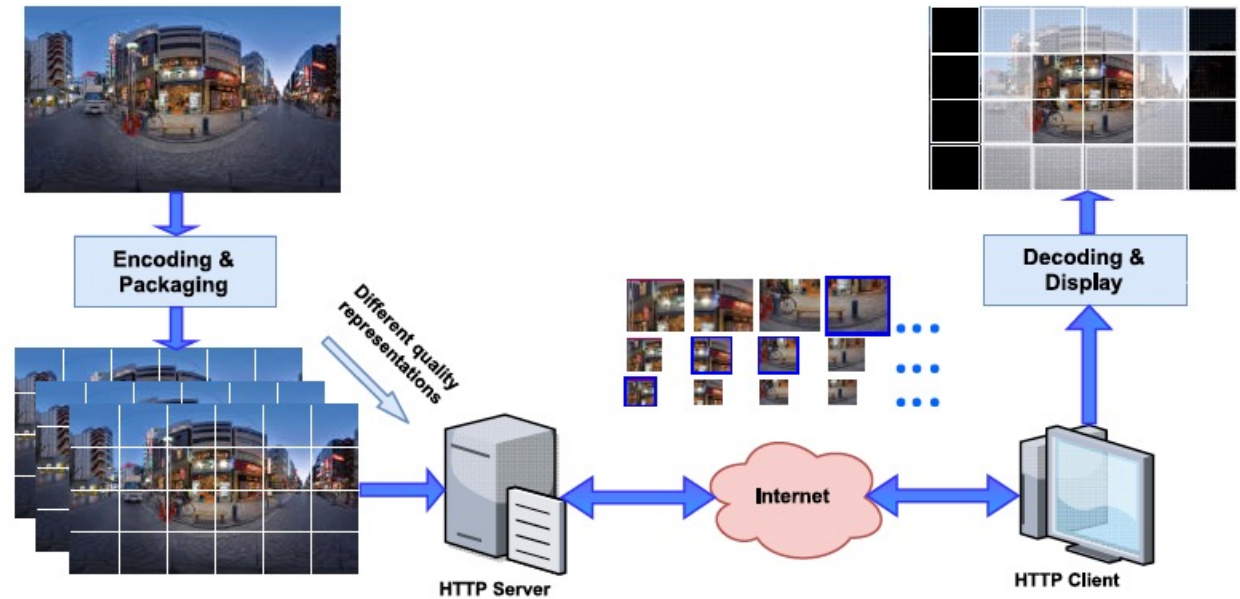 Encoding &
Packaging
Different quality
representations
HTTP Server
Internet
HTTP Client
Decoding &
Display